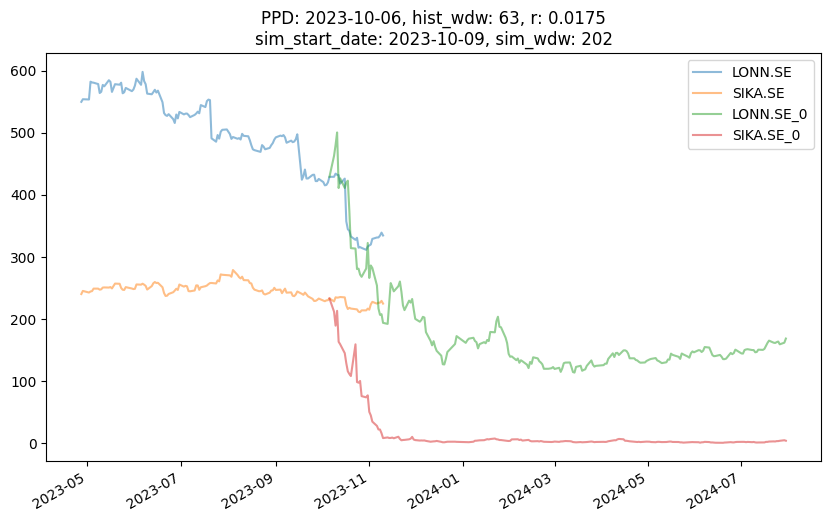 PPD: 2023-10-06, hist_wdw: 63, r: 0.0175
sim_start_date: 2023-10-09, sim_wdw: 202
LONN.SE
SIKA.SE
LONN.SE_0
SIKA.SE_0
600
500
400
300
200
100
0
2023-05
2023-07
2023-09
2023-11
2024-01
2024-03
2024-05
2024-07